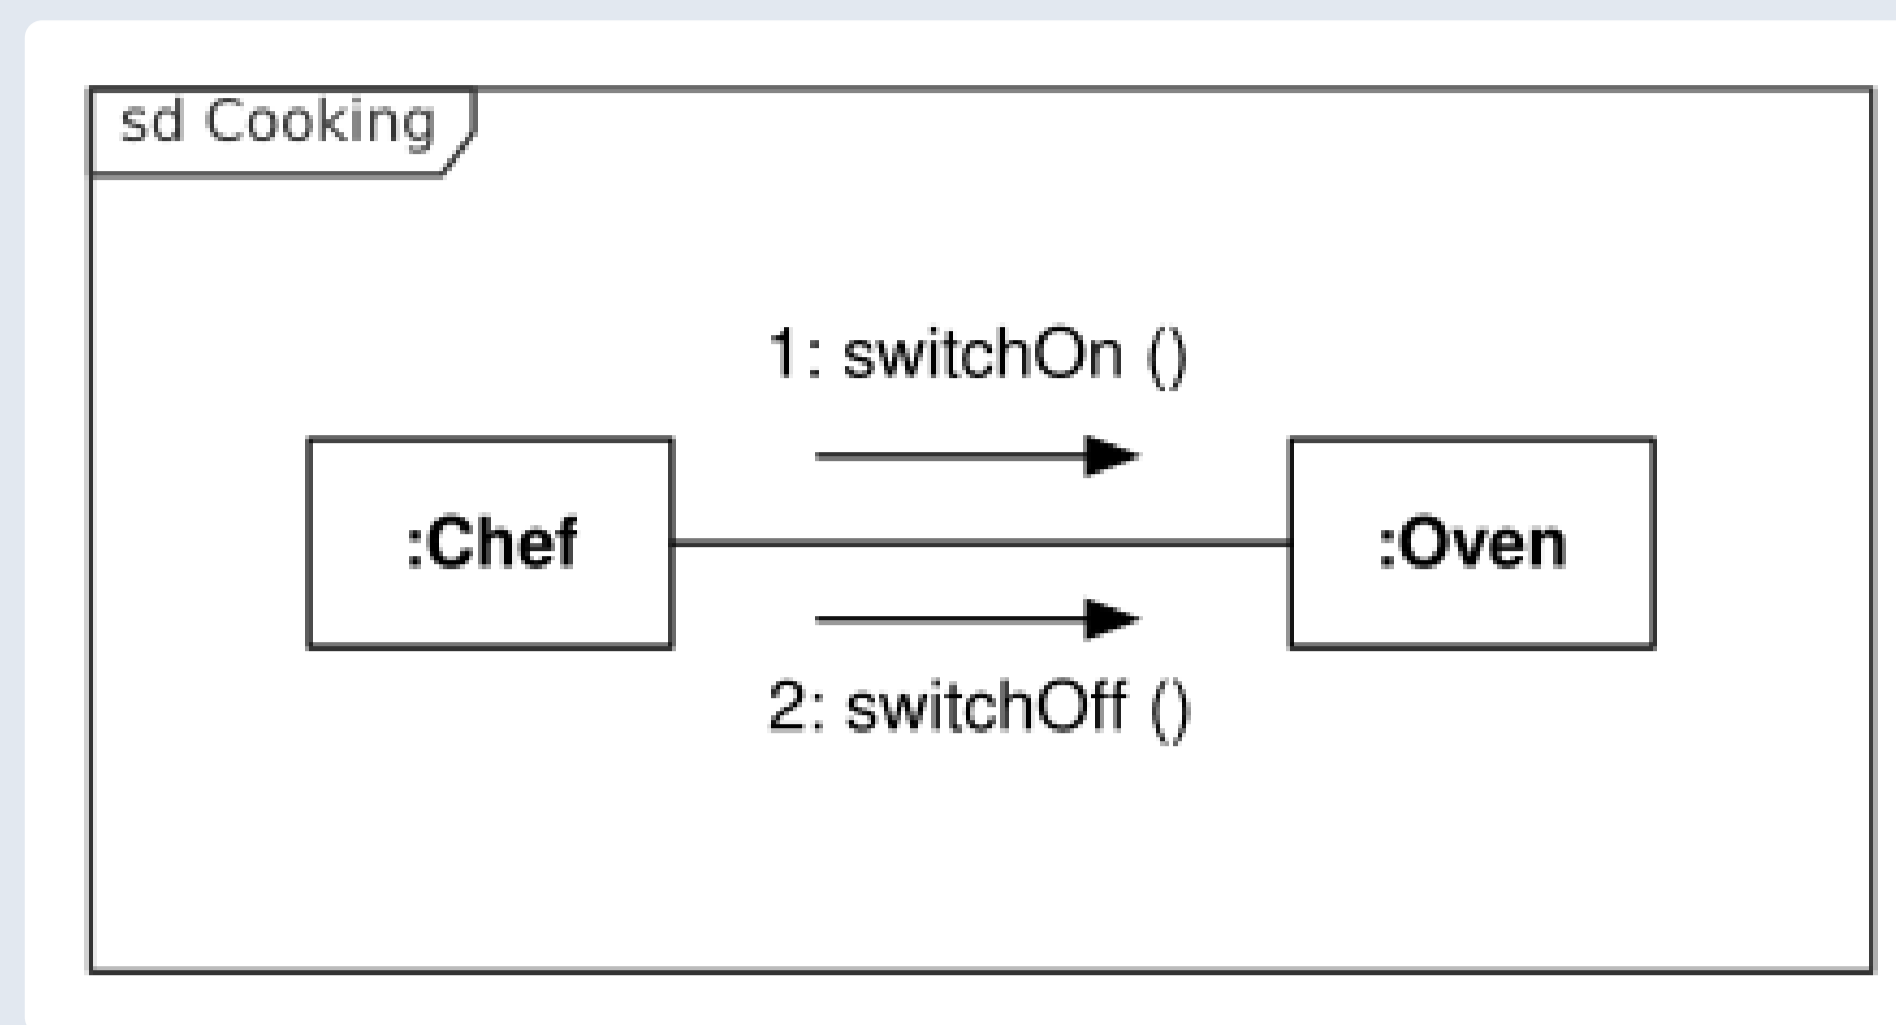 sd Cooking
1: switchOn ()
:Chef
:Oven
2: switchOff ()